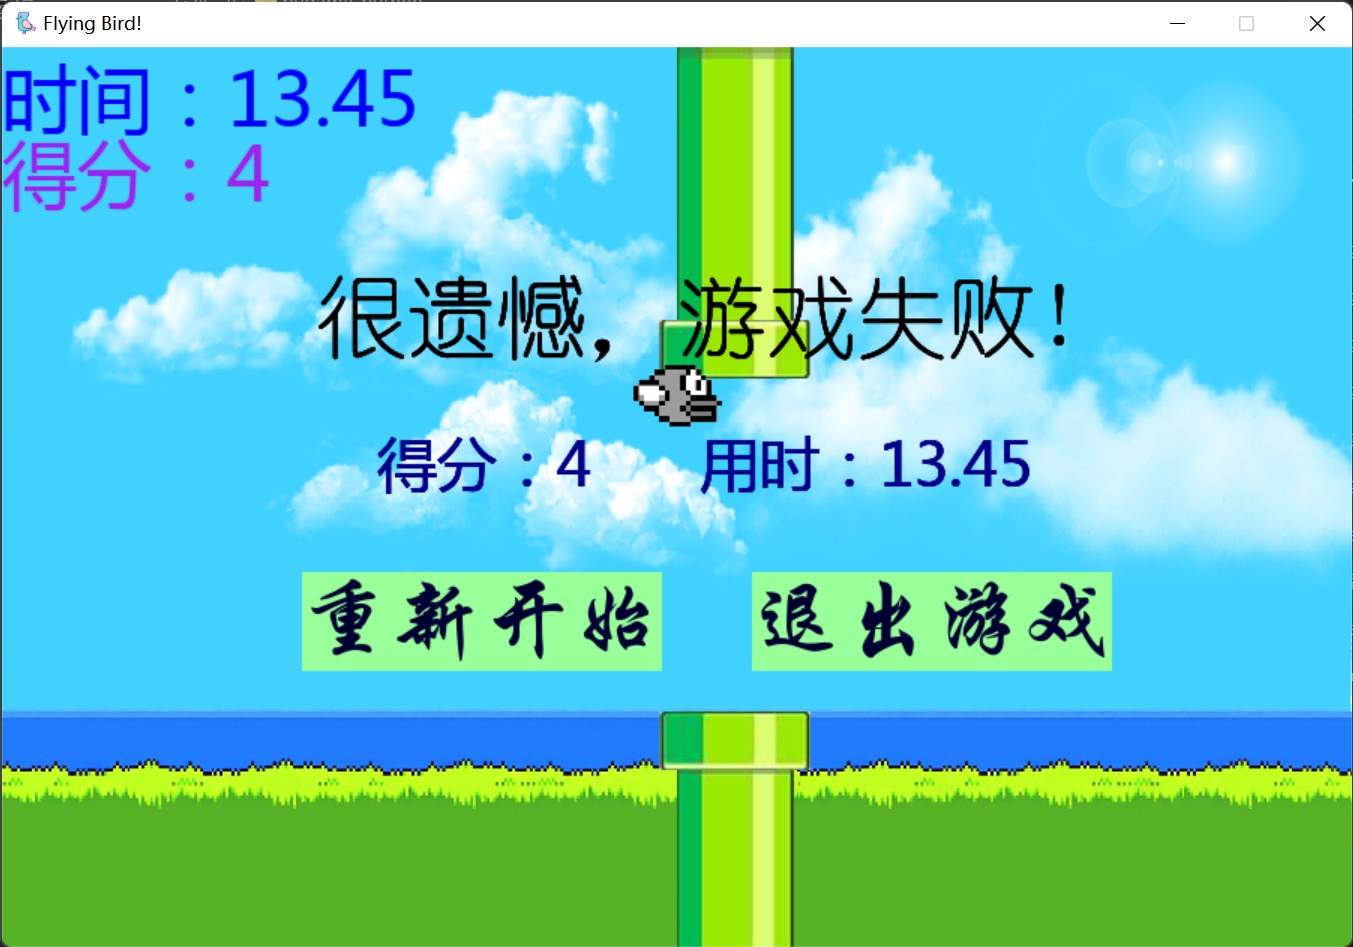 Flying Bird!
时间：13.45
得分：4
很遗憾，游戏失败！
得分：4 用时：13.45
重新开始 退出游戏